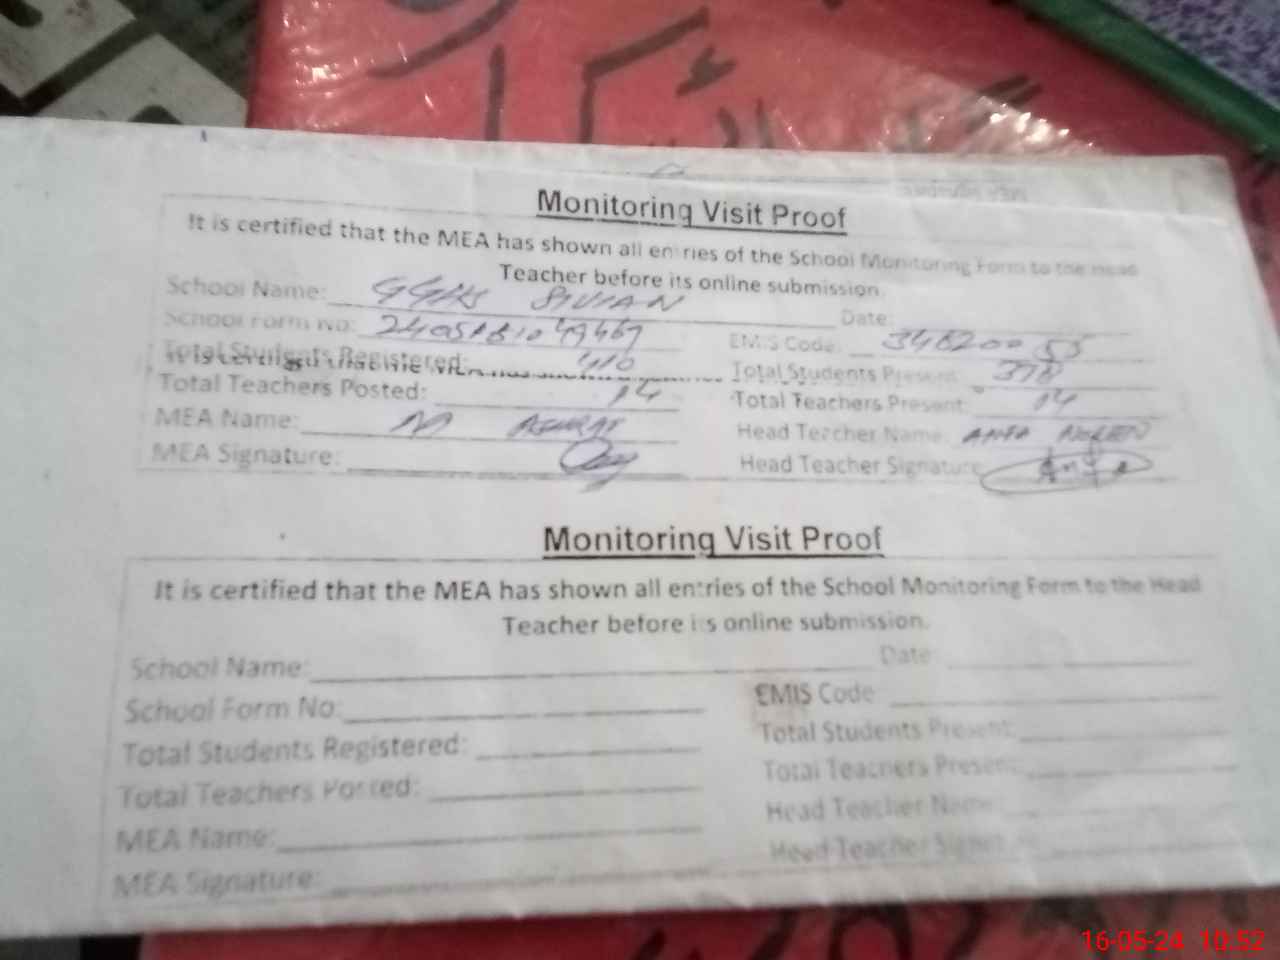 Monitoring Visit Proof
It is certified that the MEA has shown all entries of the School Monitoring Form to the Head
Teacher before its online submission.
School Name: GGHS Date:
School Form No: EMIS Code: 34620055
Total Students Registered: 410 Total Students Present: 378
Total Teachers Posted: 14 Total Teachers Present: 14
MEA Name: M ASHRAF Head Teacher Name: NOREEN
MEA Signature: Head Teacher Signature
Monitoring Visit Proof
It is certified that the MEA has shown all entries of the School Monitoring Form to the Head
Teacher before its online submission.
School Name: Date
School Form No: EMIS Code
Total Students Registered: Total Students Present:
Total Teachers Posted: Total Teachers Present:
MEA Name: Head Teacher Name:
MEA Signature: Head Teacher Signature
16-05-24 10:52